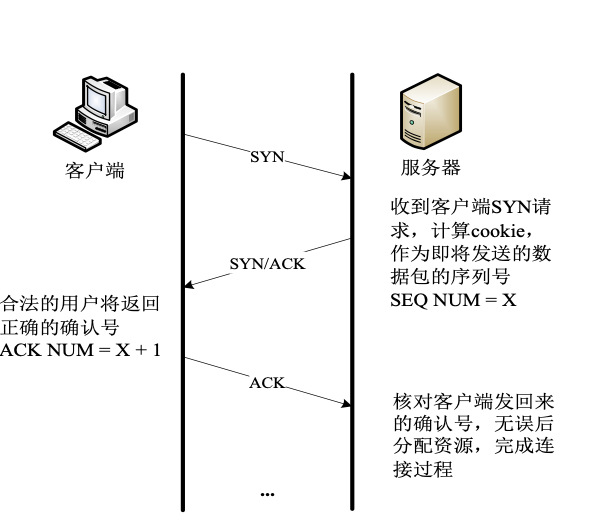 客户端
服务器
SYN
收到客户端SYN请
求，计算cookie，
作为即将发送的数
据包的序列号
SEQ NUM = X
SYN/ACK
合法的用户将返回
正确的确认号
ACK NUM = X + 1
ACK
核对客户端发回来
的确认号，无误后
分配资源，完成连
接过程
...